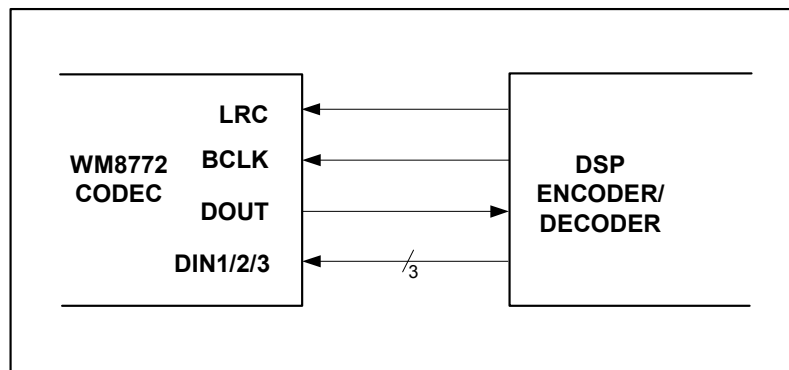 LRC
BCLK
WM8772
CODEC
DOUT
DIN1/2/3
3
DSP
ENCODER/
DECODER